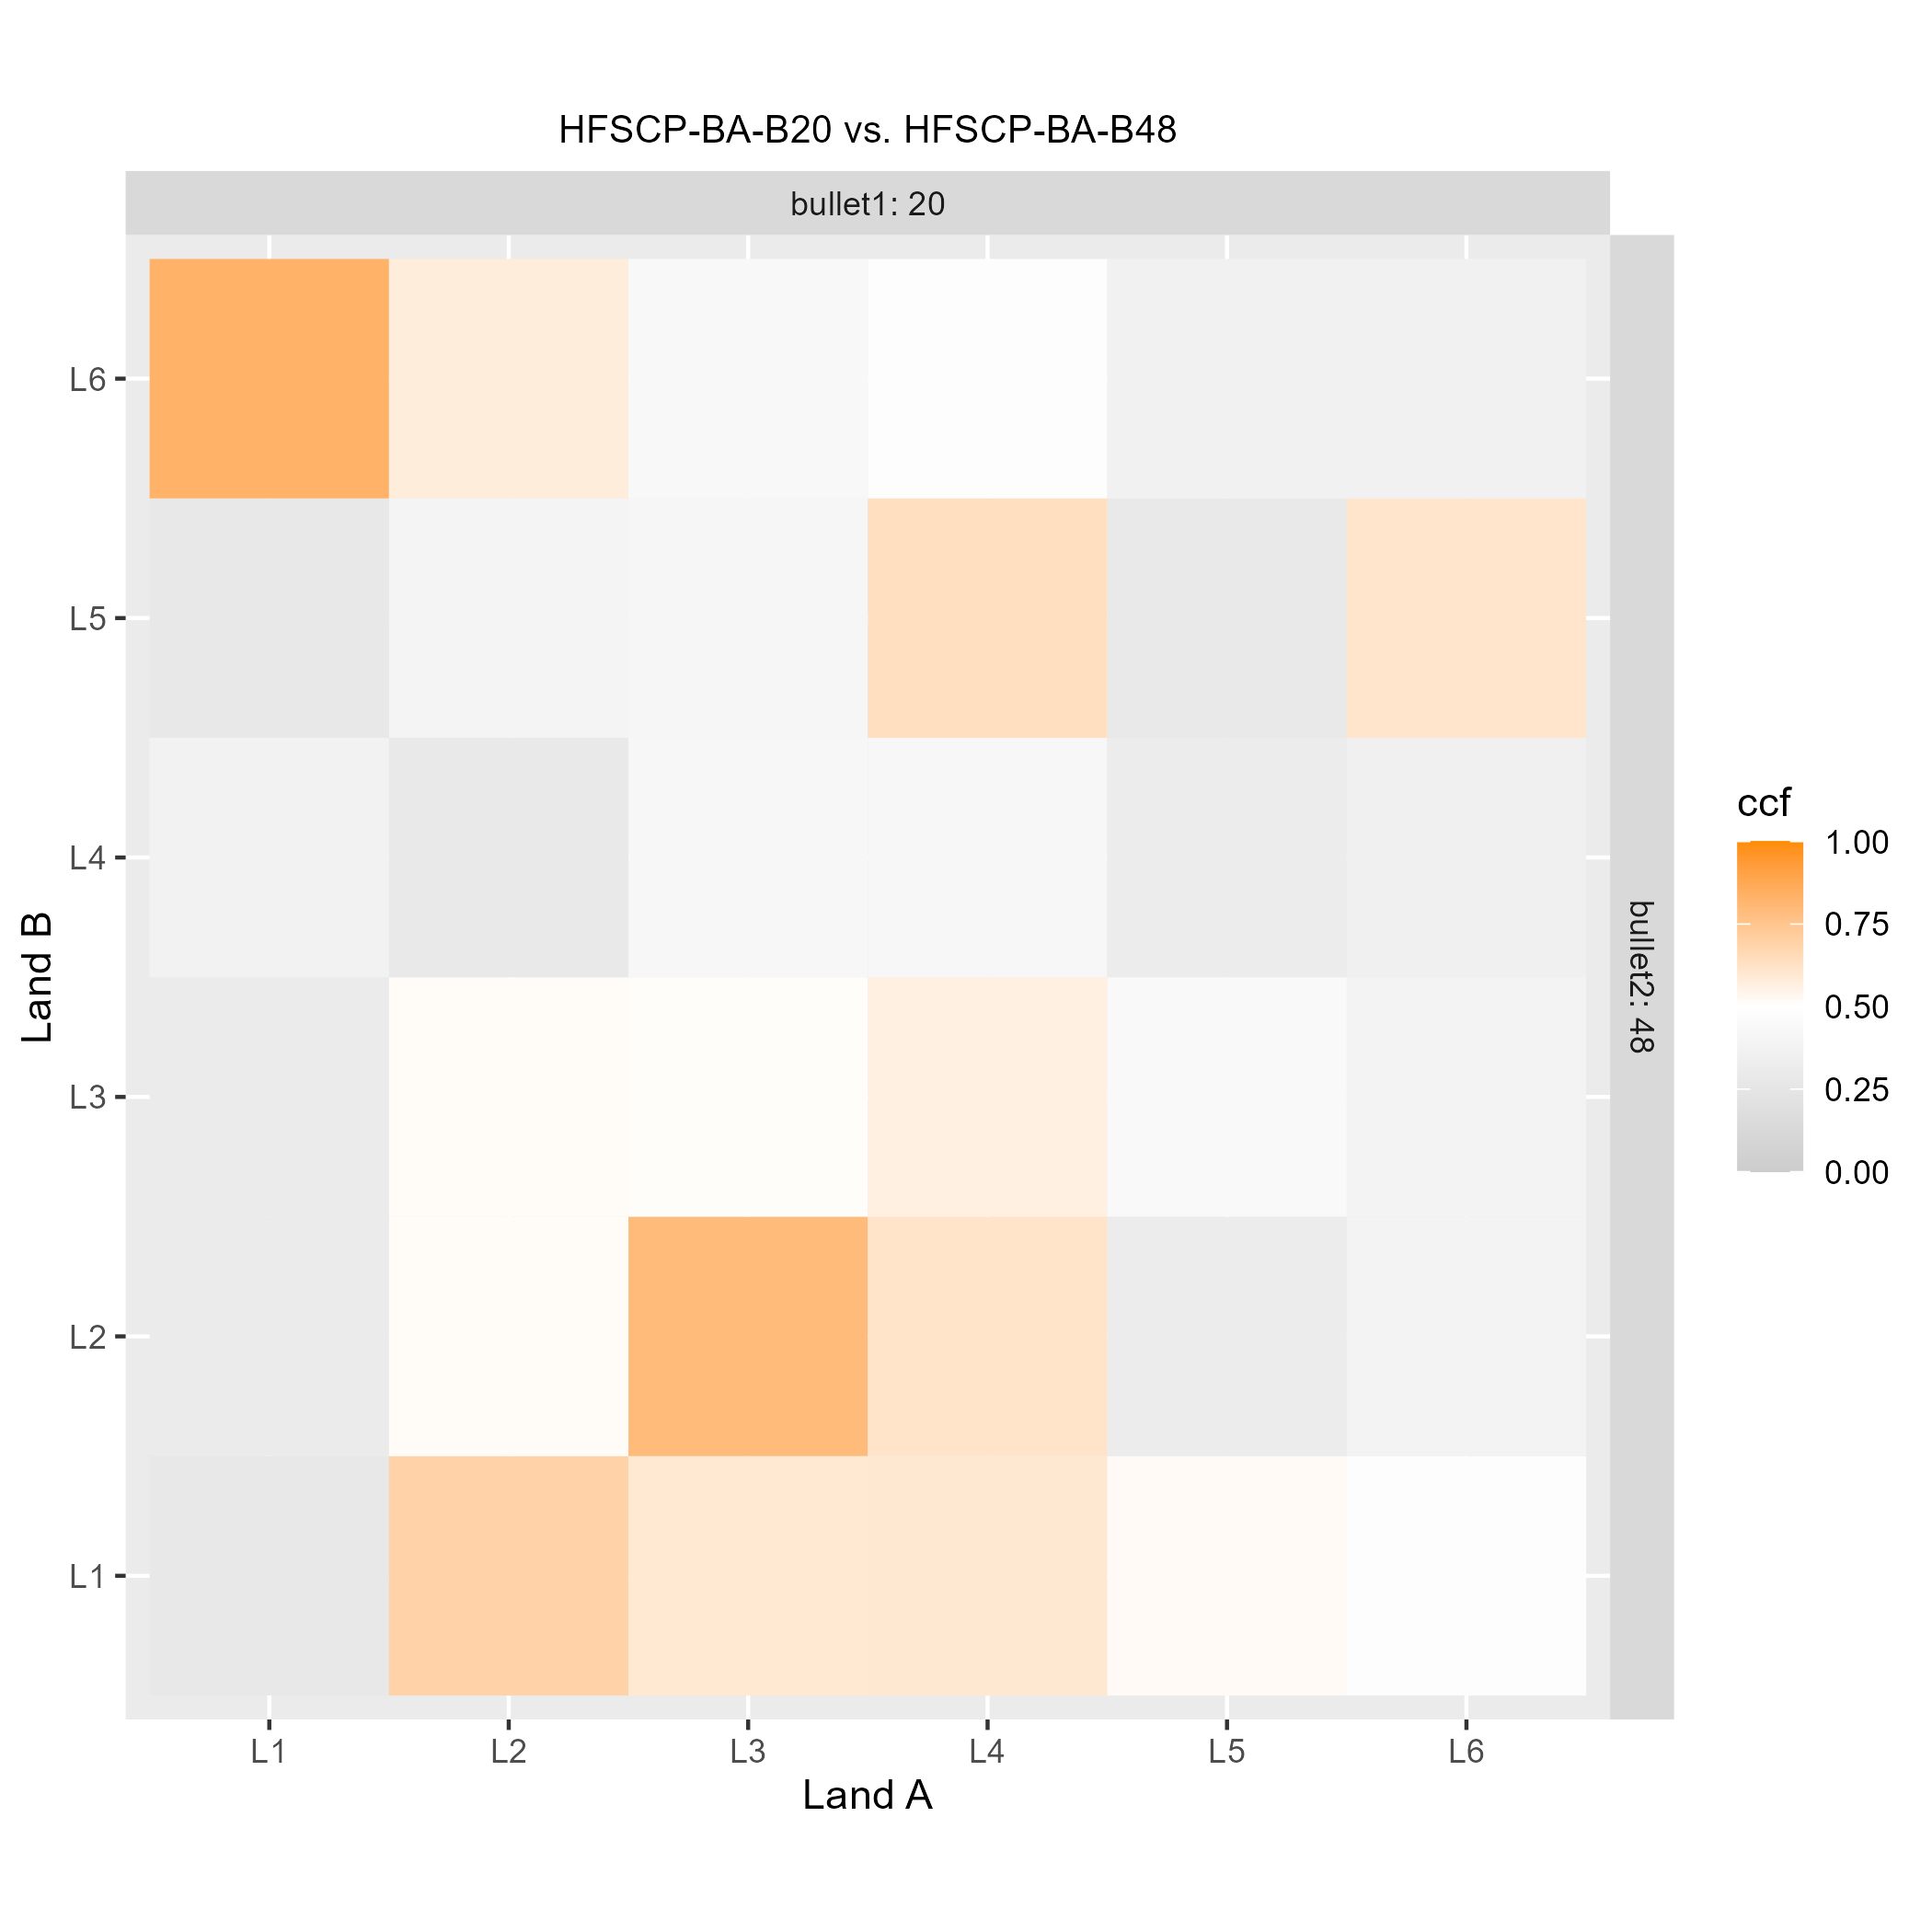 HFSCP-BA-B20 vs. HFSCP-BA-B48
bullet1: 20
L6
L5
L4
L3
L2
L1
Land B
bullet2: 48
ccf
1.00
0.75
0.50
0.25
0.00
L1 L2 L3 L4 L5 L6
Land A